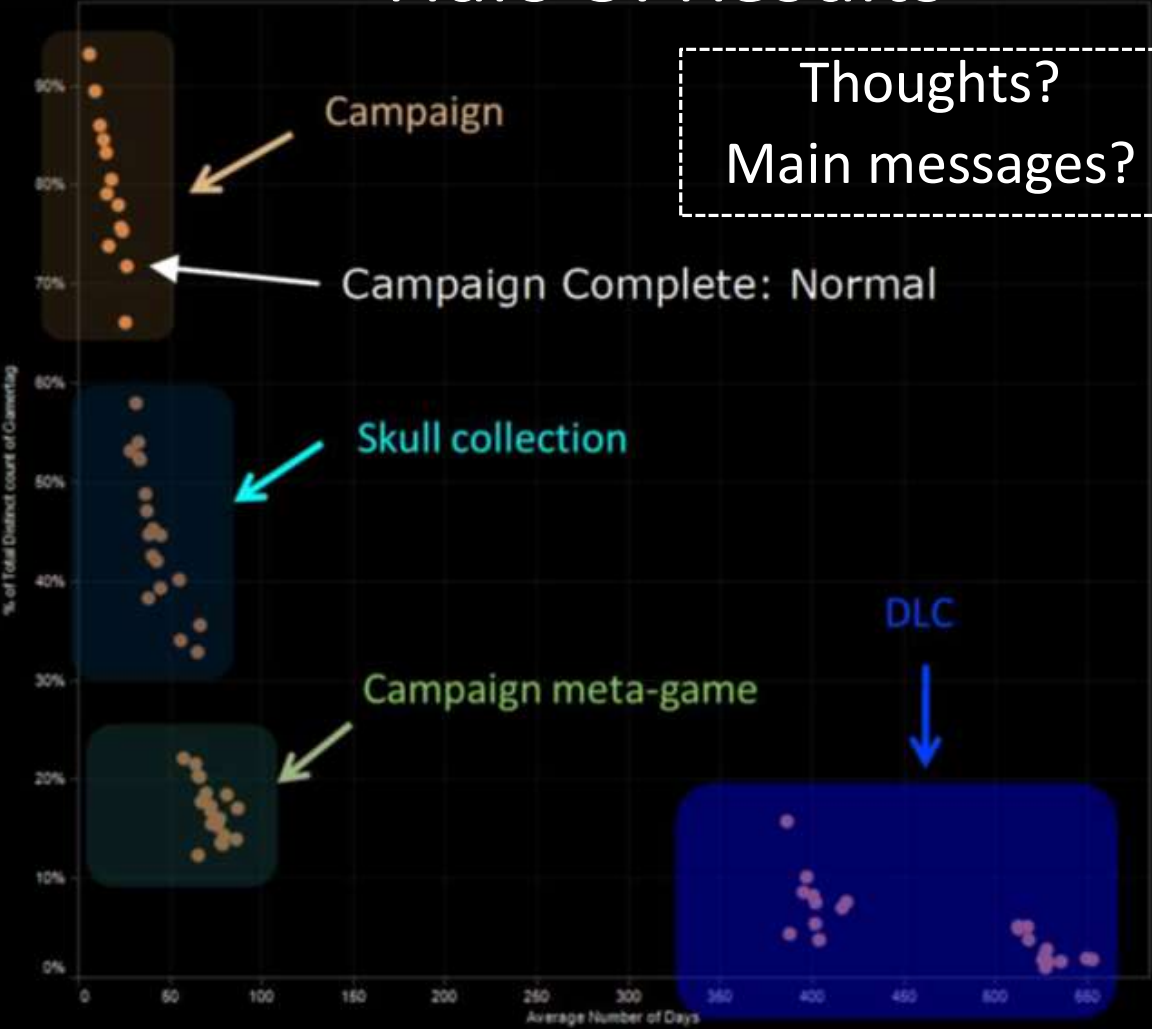 Thoughts?
Main messages?
90%
Campaign
80%
Campaign Complete: Normal
70%
60%
% of Total Distinct count of Gamertag
Skull collection
50%
40%
DLC
30%
Campaign meta-game
20%
10%
0%
0 50 100 150 200 250 300 350 400 450 500 550
Average Number of Days